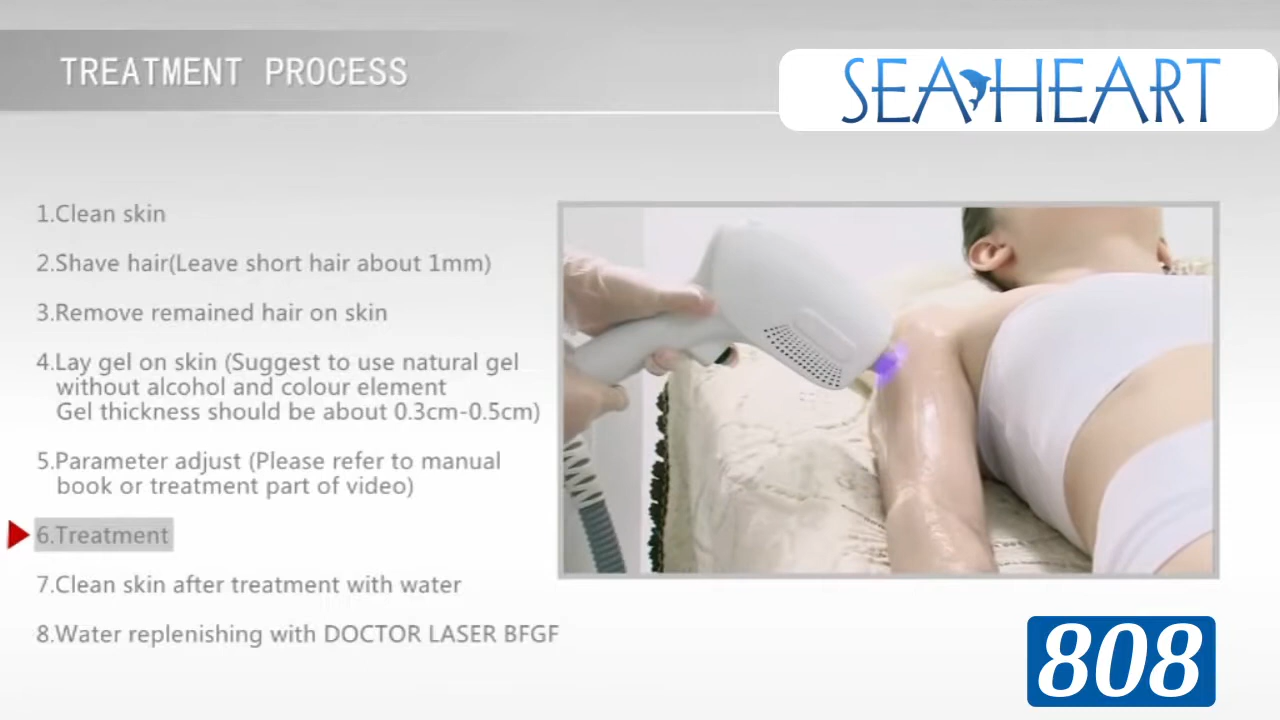 TREATMENT PROCESS
SEA HEART
1.Clean skin
2.Shave hair(Leave short hair about 1mm)
3.Remove remained hair on skin
4.Lay gel on skin (Suggest to use natural gel
without alcohol and colour element
Gel thickness should be about 0.3cm-0.5cm)
5.Parameter adjust (Please refer to manual
book or treatment part of video)
6.Treatment
7.Clean skin after treatment with water
8.Water replenishing with DOCTOR LASER BFGF
808